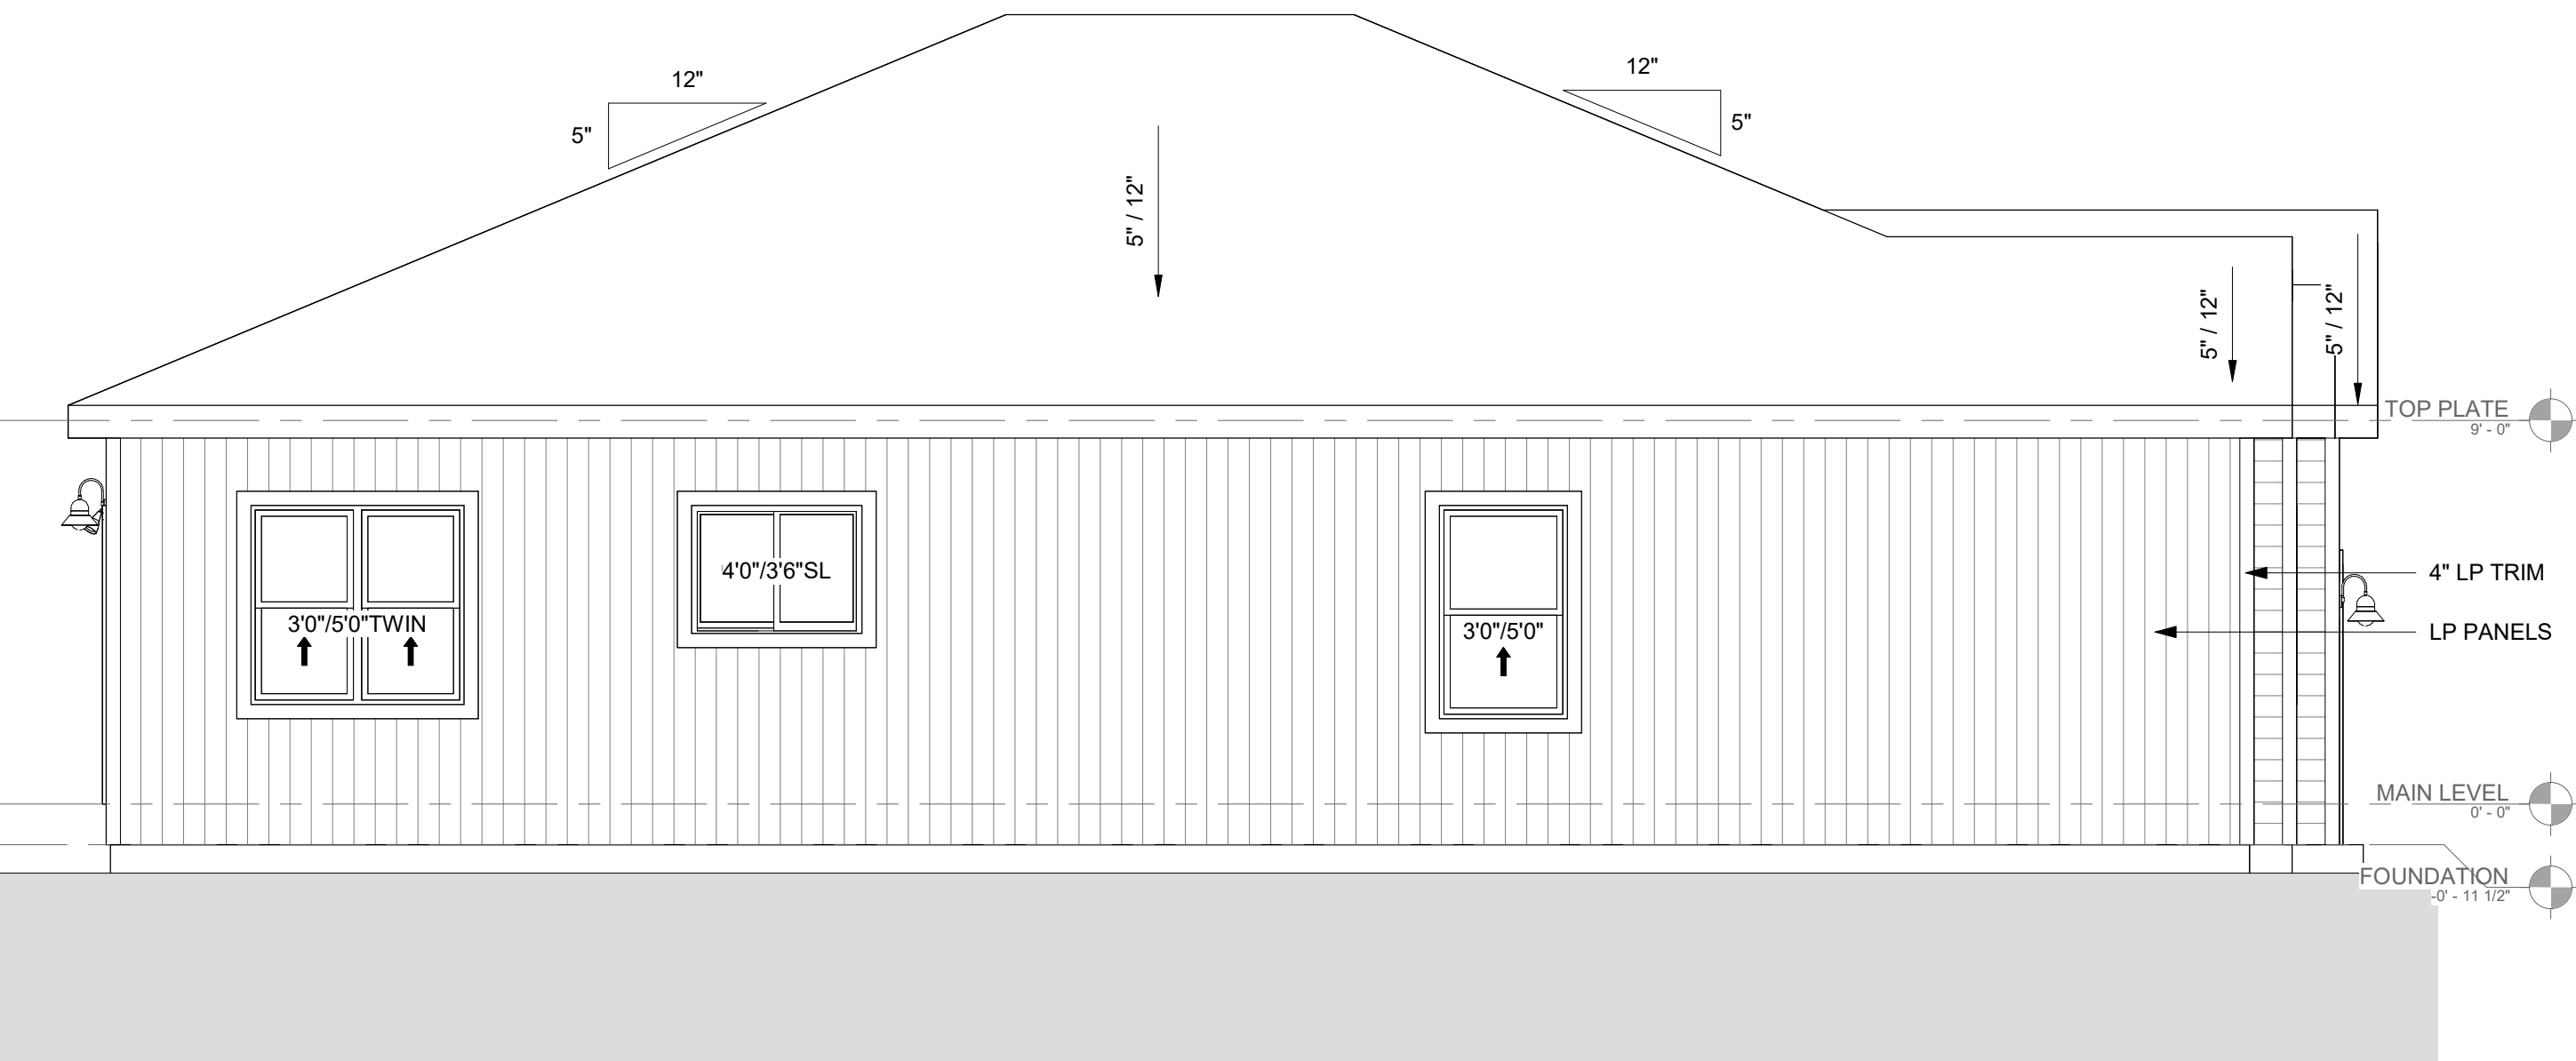 12"
5"
12"
5"
5" / 12"
5" / 12"
5" / 12"
TOP PLATE
9' - 0"
4'0"/3'6"SL
3'0"/5'0"TWIN
3'0"/5'0"
4" LP TRIM
LP PANELS
MAIN LEVEL
0' - 0"
FOUNDATION
-0' - 11 1/2"